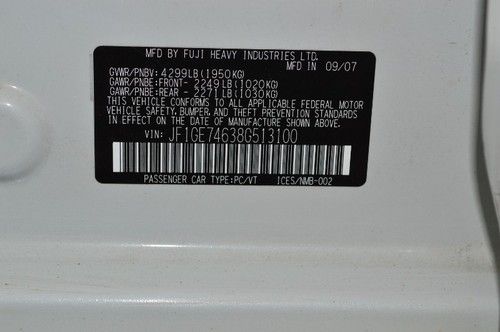 MFD BY FUJI HEAVY INDUSTRIES LTD.
MFD IN 09/07
GVWR/PNBV: 4299LB(1950KG)
GAWR/PNBE:FRONT- 2249LB(1020KG)
GAWR/PNBE:REAR - 2271LB(1030KG)
THIS VEHICLE CONFORMS TO ALL APPLICABLE FEDERAL MOTOR
VEHICLE SAFETY, BUMPER, AND THEFT PREVENTION STANDARDS
IN EFFECT ON THE DATE OF MANUFACTURE SHOWN ABOVE.
VIN: JF1GE74638G513100
PASSENGER CAR TYPE:PC/VT ICES/NMB-002